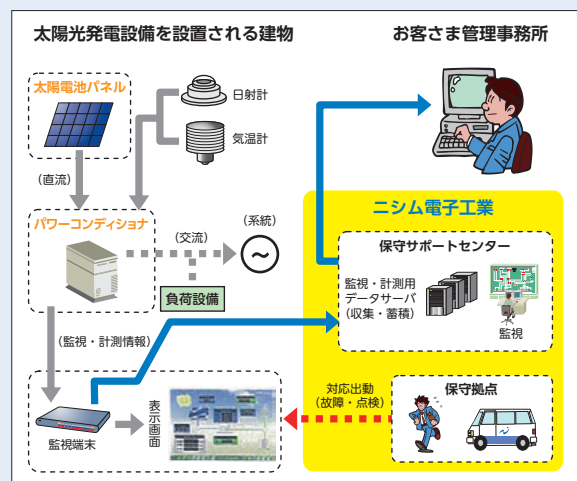 太陽光発電設備を設置される建物
お客さま管理事務所
太陽電池パネル
日射計
気温計
(直流)
パワーコンディショナ
(交流)
(系統)
〜
負荷設備
(監視・計測情報)
監視端末
表示画面
ニシム電子工業
保守サポートセンター
監視・計測用
データサーバ
(収集・蓄積)
監視
対応出動
(故障・点検)
保守拠点